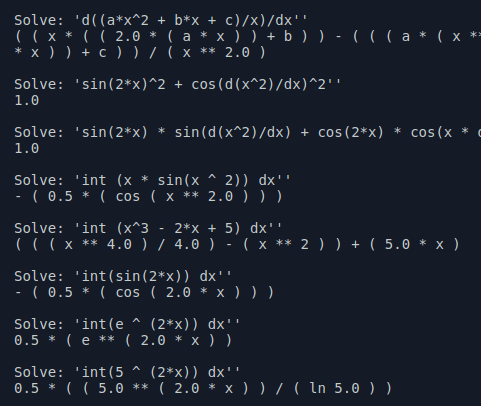 Solve: 'd((a*x^2 + b*x + c)/x)/dx''
( ( x * ( ( 2.0 * ( a * x ) ) + b ) ) - ( ( ( a * ( x **
* x ) ) + c ) ) / ( x ** 2.0 )
Solve: 'sin(2*x)^2 + cos(d(x^2)/dx)^2''
1.0
Solve: 'sin(2*x) * sin(d(x^2)/dx) + cos(2*x) * cos(x *
1.0
Solve: 'int (x * sin(x ^ 2)) dx''
- ( 0.5 * ( cos ( x ** 2.0 ) ) )
Solve: 'int (x^3 - 2*x + 5) dx''
( ( ( x ** 4.0 ) / 4.0 ) - ( x ** 2 ) ) + ( 5.0 * x )
Solve: 'int(sin(2*x)) dx''
- ( 0.5 * ( cos ( 2.0 * x ) ) )
Solve: 'int(e ^ (2*x)) dx''
0.5 * ( e ** ( 2.0 * x ) )
Solve: 'int(5 ^ (2*x)) dx''
0.5 * ( ( 5.0 ** ( 2.0 * x ) ) / ( ln 5.0 ) )